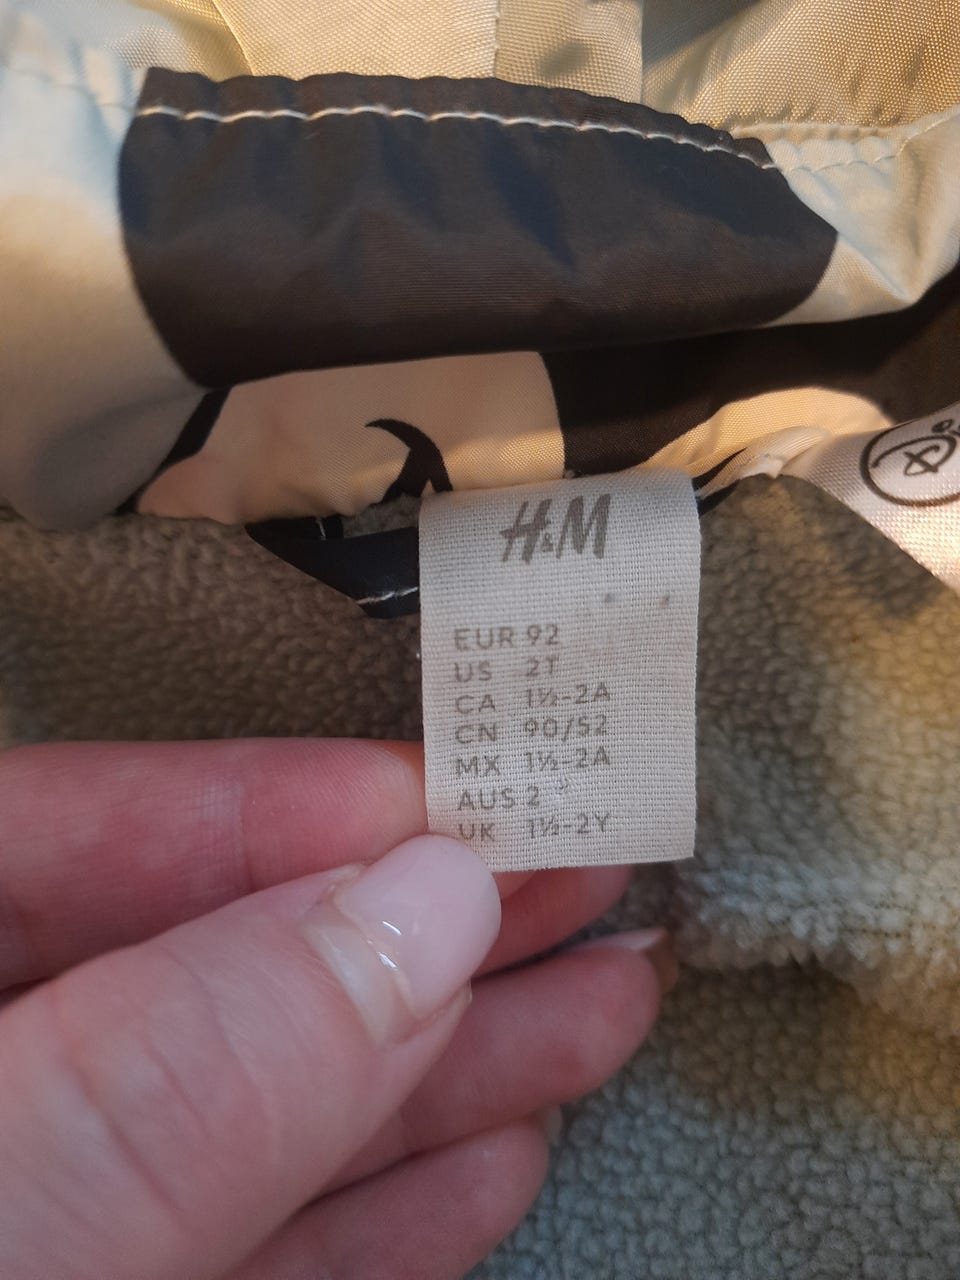 H&M
EUR 92
US 2T
CA 1½-2A
CN 90/52
MX 1½-2A
AUS 2
UK 1½-2Y